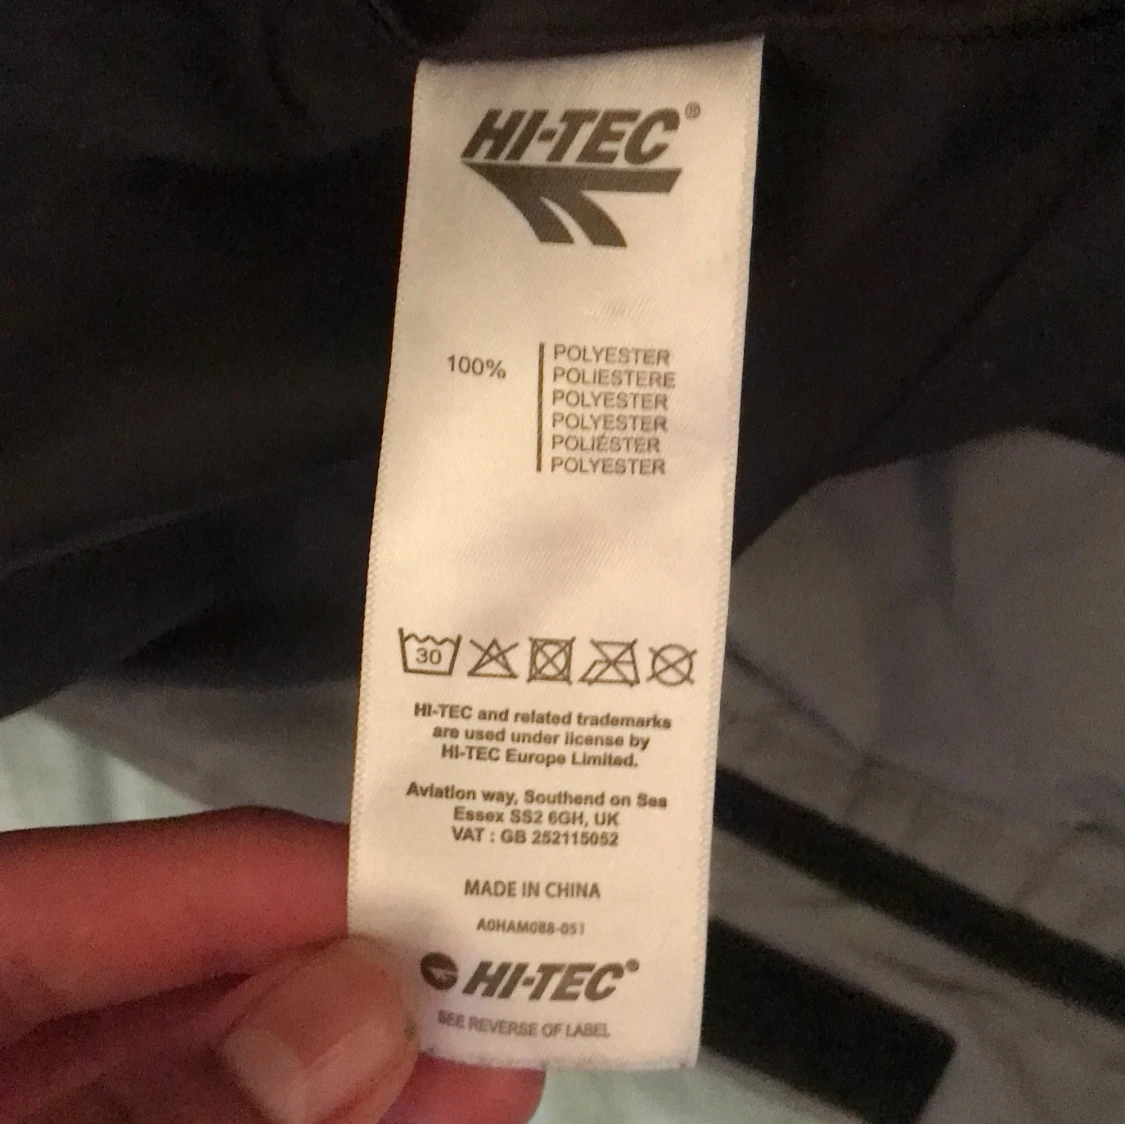 HI-TEC®
100%
POLYESTER
POLIESTERE
POLYESTER
POLYESTER
POLIÉSTER
POLYESTER
30
HI-TEC and related trademarks
are used under license by
HI-TEC Europe Limited.
Aviation way, Southend on Sea
Essex SS2 6GH, UK
VAT : GB 252115052
MADE IN CHINA
A0HAM088-051
HI-TEC®
SEE REVERSE OF LABEL